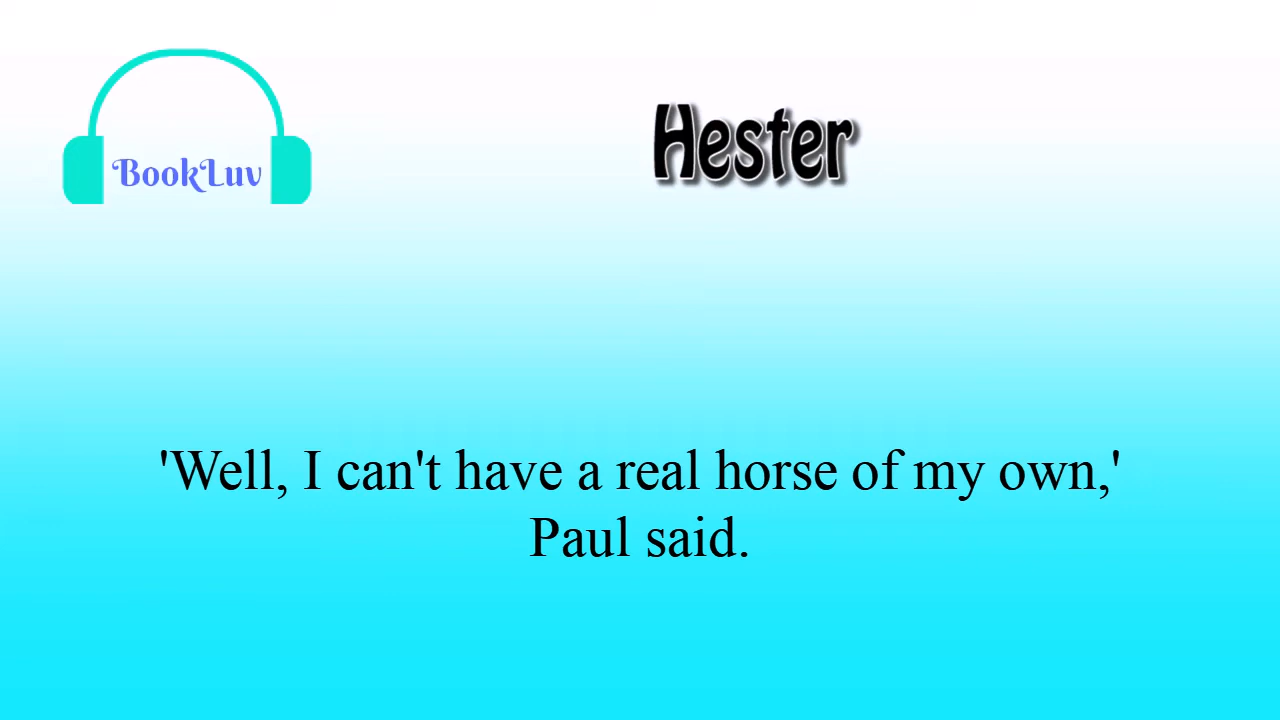 BookLuv
Hester
'Well, I can't have a real horse of my own,'
Paul said.